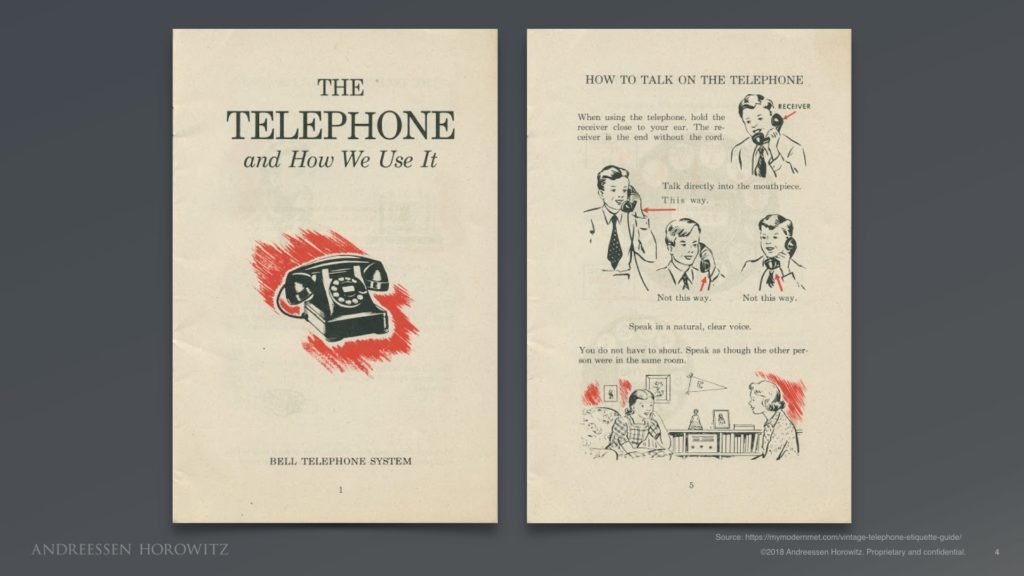 THE
TELEPHONE
and How We Use It
BELL TELEPHONE SYSTEM
1
HOW TO TALK ON THE TELEPHONE
RECEIVER
When using the telephone, hold the
receiver close to your ear. The re-
ceiver is the end without the cord.
Talk directly into the mouthpiece.
This way.
Not this way.
Not this way.
Speak in a natural, clear voice.
You do not have to shout. Speak as though the other per-
son were in the same room.
5
Source: https://mymodernmet.com/vintage-telephone-etiquette-guide/
ANDREESSEN HOROWITZ
©2018 Andreessen Horowitz. Proprietary and confidential.
4